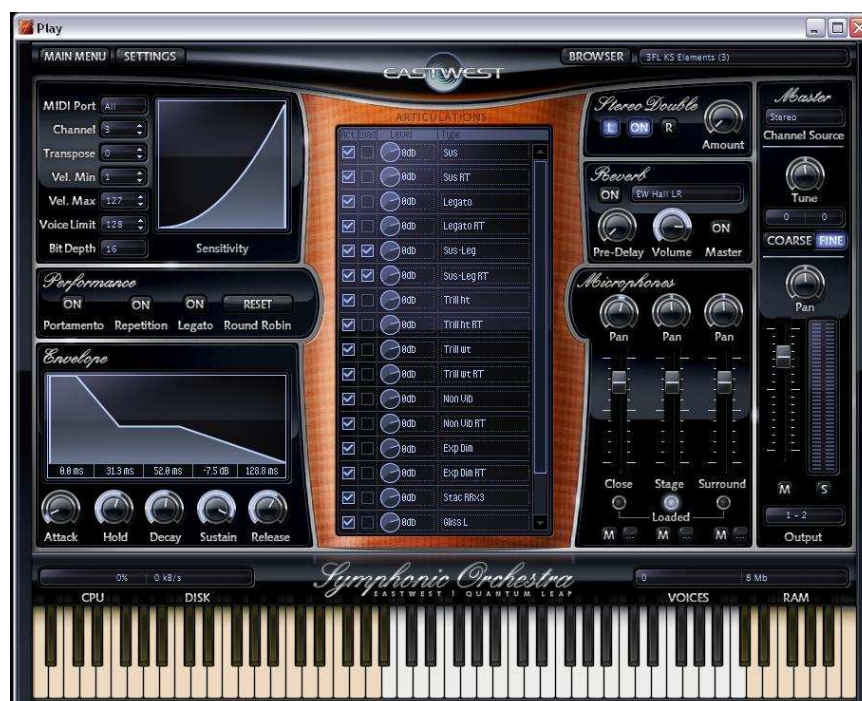 Play
MAIN MENU SETTINGS
EASTWEST
BROWSER 3FL KS Elements (3)
MIDI Port All
Channel 3
Transpose 0
Vel. Min 1
Vel. Max 127
Voice Limit 128
Bit Depth 16
Sensitivity
Performance
ON ON ON RESET
Portamento Repetition Legato Round Robin
Envelope
0.0 ms 31.3 ms 52.0 ms -7.5 dB 128.8 ms
Attack Hold Decay Sustain Release
ARTICULATIONS
Act Load Level Type
0db Sus
0db Sus RT
0db Legato
0db Legato RT
0db Sus-Leg
0db Sus-Leg RT
0db Trill ht
0db Trill ht RT
0db Trill wt
0db Trill wt RT
0db Non Vib
0db Non Vib RT
0db Exp Dim
0db Exp Dim RT
0db Stac RRx3
0db Gliss L
Stereo Double
L ON R
Amount
Reverb
ON EW Hall LR
ON
Pre-Delay Volume Master
Microphones
Pan Pan Pan
Close Stage Surround
Loaded
M ... M ... M ...
Master
Stereo
Channel Source
Tune
0 0
COARSE FINE
Pan
M S
1 - 2
Output
0% 0 kB/s
CPU DISK
Symphonic Orchestra
EASTWEST | QUANTUM LEAP
0 8 Mb
VOICES RAM